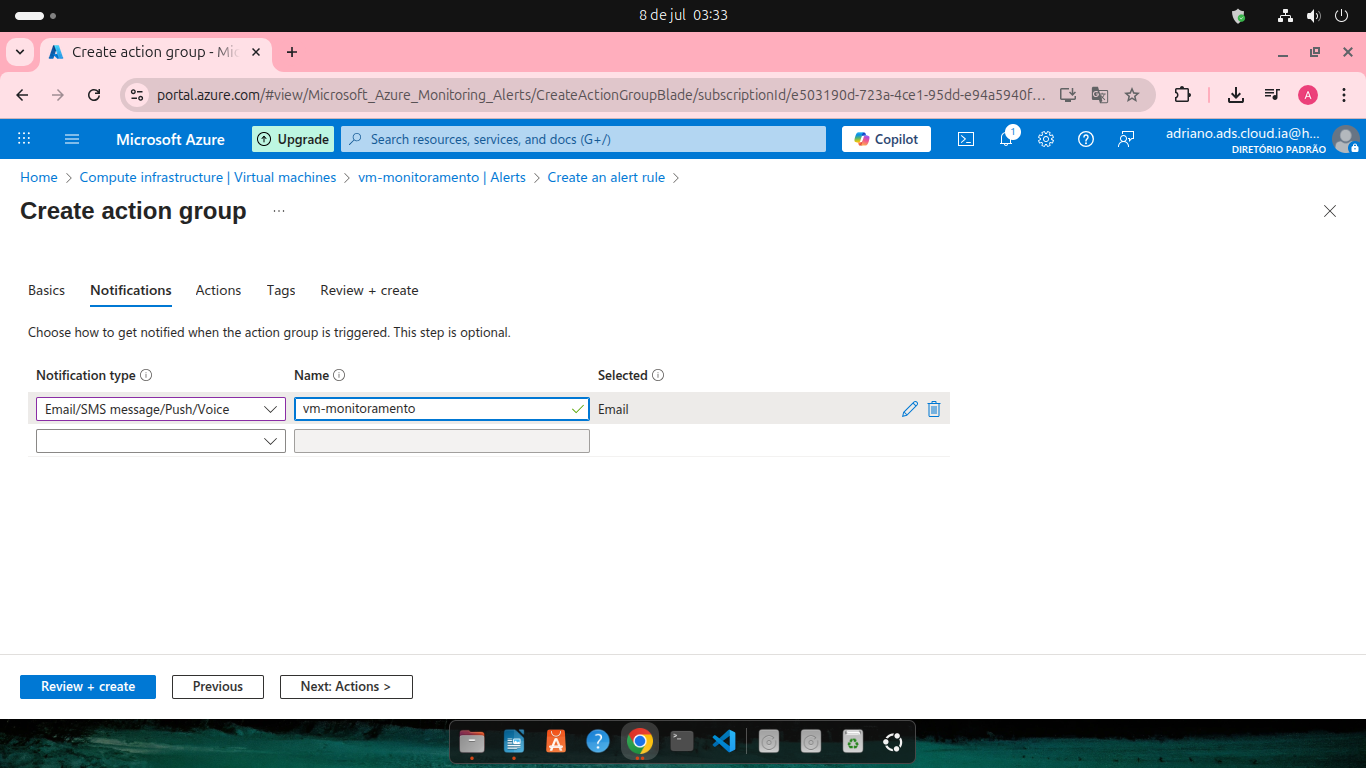 8 de jul 03:33
Create action group - Mic
portal.azure.com/#view/Microsoft_Azure_Monitoring_Alerts/CreateActionGroupBlade/subscriptionId/e503190d-723a-4ce1-95dd-e94a5940f...
A
Microsoft Azure
Upgrade
Search resources, services, and docs (G+/)
Copilot
1
adriano.ads.cloud.ia@h...
DIRETÓRIO PADRÃO
Home > Compute infrastructure | Virtual machines > vm-monitoramento | Alerts > Create an alert rule >
Create action group ...
Basics Notifications Actions Tags Review + create
Choose how to get notified when the action group is triggered. This step is optional.
Notification type Name Selected
Email/SMS message/Push/Voice vm-monitoramento Email
Review + create Previous Next: Actions >